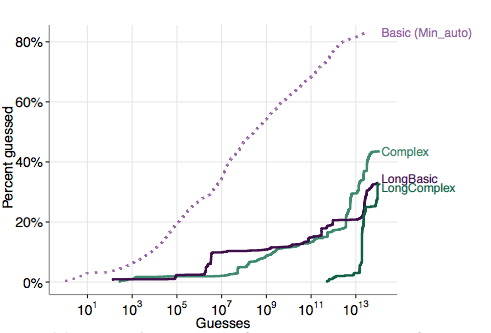 Percent guessed
80%
60%
40%
20%
0%
Basic (Min_auto)
Complex
LongBasic
LongComplex
10^1 10^3 10^5 10^7 10^9 10^11 10^13
Guesses